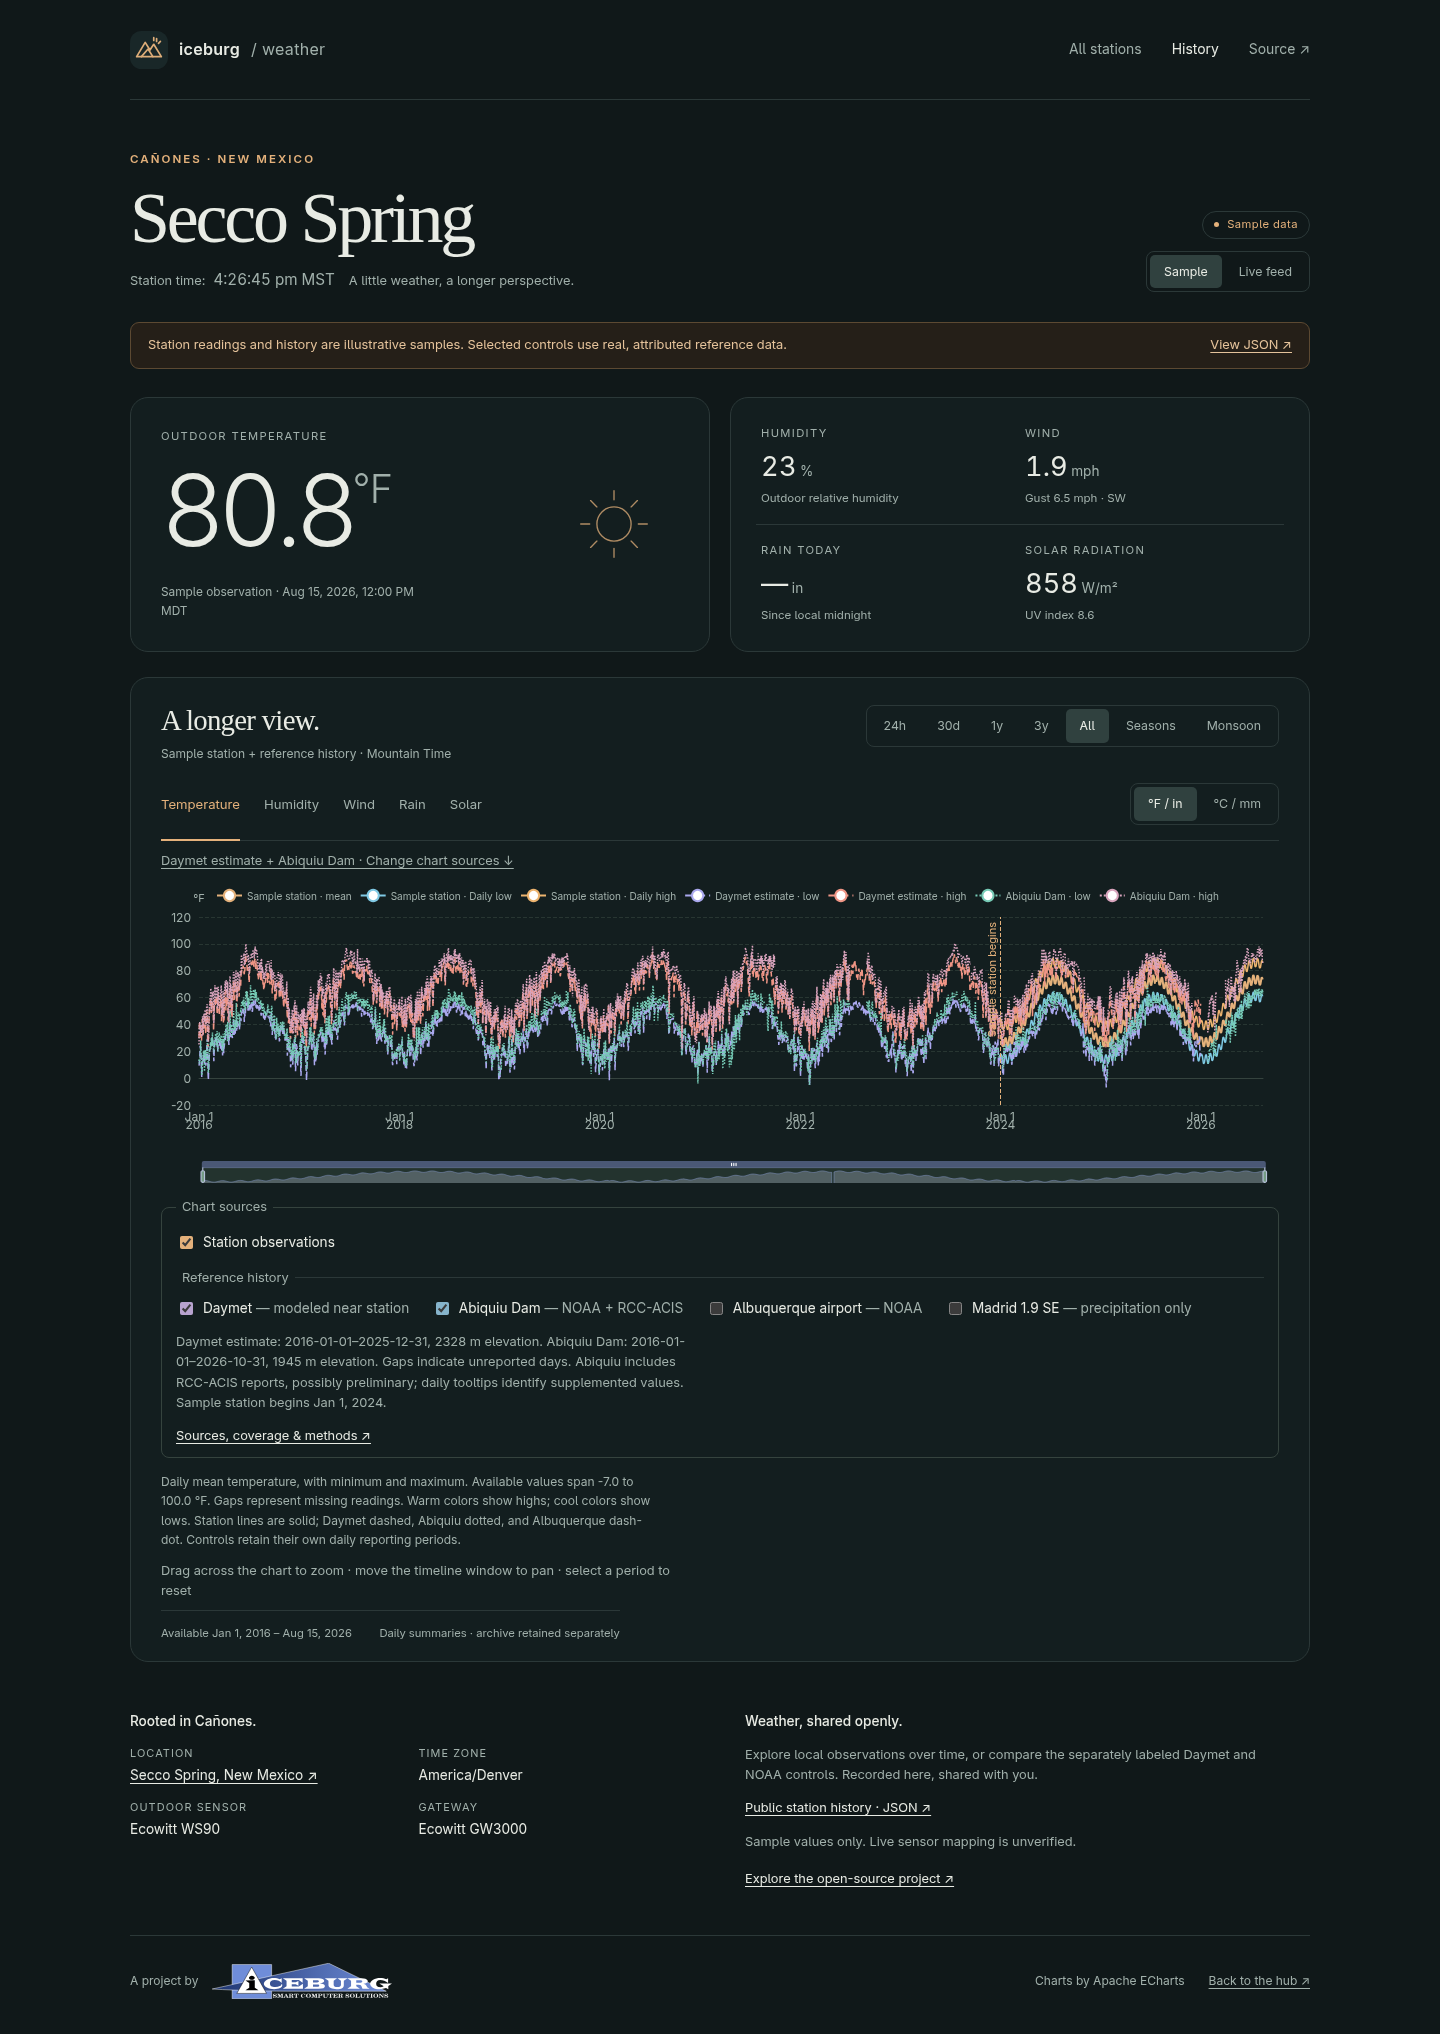 iceburg / weather
All stations History Source ↗
CAÑONES · NEW MEXICO
Secco Spring
Sample data
Station time: 4:26:45 pm MST A little weather, a longer perspective.
Sample Live feed
Station readings and history are illustrative samples. Selected controls use real, attributed reference data.
View JSON ↗
OUTDOOR TEMPERATURE
80.8°F
Sample observation · Aug 15, 2026, 12:00 PM
MDT
HUMIDITY
23 %
Outdoor relative humidity
WIND
1.9 mph
Gust 6.5 mph · SW
RAIN TODAY
— in
Since local midnight
SOLAR RADIATION
858 W/m²
UV index 8.6
A longer view.
Sample station + reference history · Mountain Time
24h 30d 1y 3y All Seasons Monsoon
Temperature Humidity Wind Rain Solar
°F / in °C / mm
Daymet estimate + Abiquiu Dam · Change chart sources ↓
°F Sample station · mean Sample station · Daily low Sample station · Daily high Daymet estimate · low Daymet estimate · high Abiquiu Dam · low Abiquiu Dam · high
120
100
80
60
40
20
0
-20
station begins
Jan 1 Jan 1 Jan 1 Jan 1 Jan 1 Jan 1
2016 2018 2020 2022 2024 2026
Chart sources
Station observations
Reference history
Daymet — modeled near station Abiquiu Dam — NOAA + RCC-ACIS Albuquerque airport — NOAA Madrid 1.9 SE — precipitation only
Daymet estimate: 2016-01-01–2025-12-31, 2328 m elevation. Abiquiu Dam: 2016-01-
01–2026-10-31, 1945 m elevation. Gaps indicate unreported days. Abiquiu includes
RCC-ACIS reports, possibly preliminary; daily tooltips identify supplemented values.
Sample station begins Jan 1, 2024.
Sources, coverage & methods ↗
Daily mean temperature, with minimum and maximum. Available values span -7.0 to
100.0 °F. Gaps represent missing readings. Warm colors show highs; cool colors show
lows. Station lines are solid; Daymet dashed, Abiquiu dotted, and Albuquerque dash-
dot. Controls retain their own daily reporting periods.
Drag across the chart to zoom · move the timeline window to pan · select a period to
reset
Available Jan 1, 2016 – Aug 15, 2026 Daily summaries · archive retained separately
Rooted in Cañones.
LOCATION
Secco Spring, New Mexico ↗
TIME ZONE
America/Denver
OUTDOOR SENSOR
Ecowitt WS90
GATEWAY
Ecowitt GW3000
Weather, shared openly.
Explore local observations over time, or compare the separately labeled Daymet and
NOAA controls. Recorded here, shared with you.
Public station history · JSON ↗
Sample values only. Live sensor mapping is unverified.
Explore the open-source project ↗
A project by
iCEBURG
SMART COMPUTER SOLUTIONS
Charts by Apache ECharts Back to the hub ↗